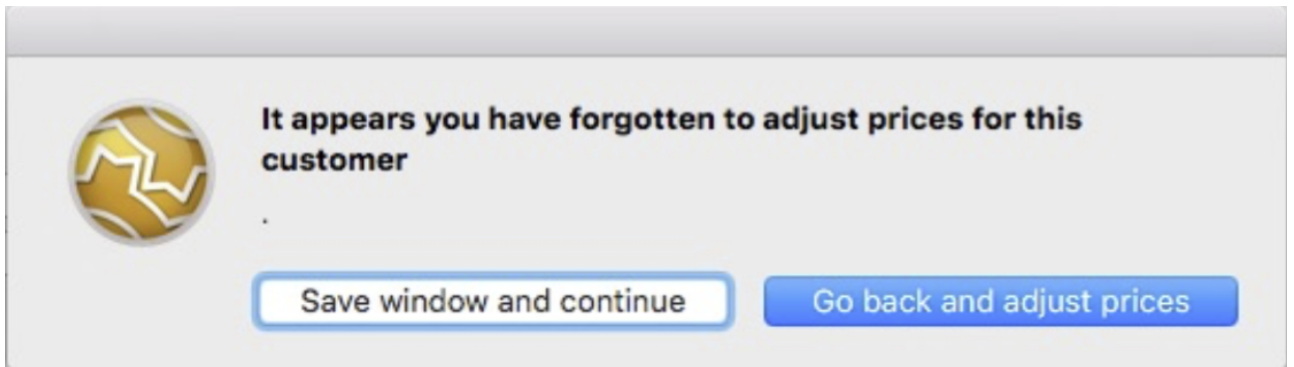 It appears you have forgotten to adjust prices for this
customer
.
Save window and continue
Go back and adjust prices